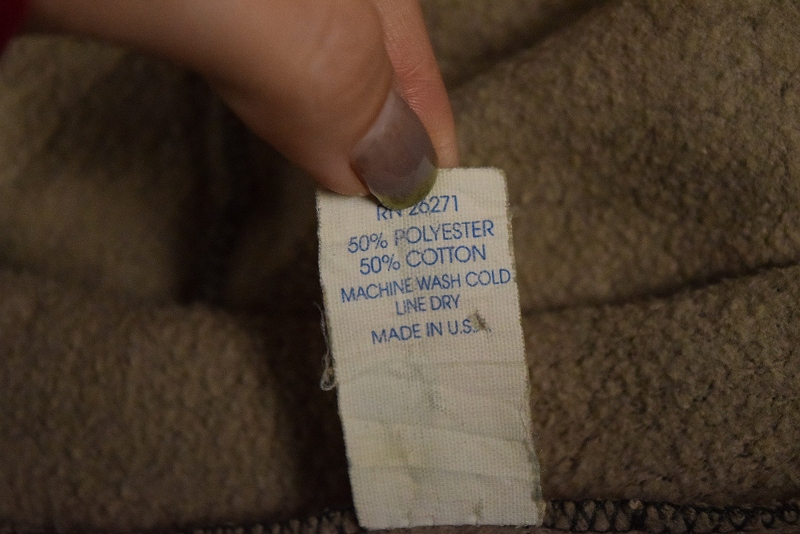 RN 26271
50% POLYESTER
50% COTTON
MACHINE WASH COLD
LINE DRY
MADE IN U.S.A